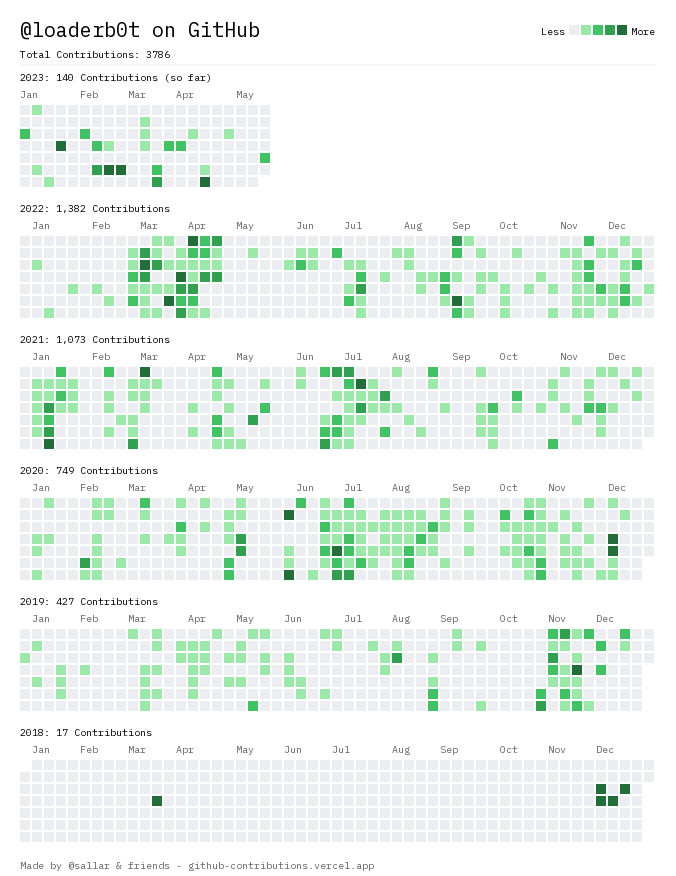 @loaderb0t on GitHub
Less More
Total Contributions: 3786
2023: 140 Contributions (so far)
Jan Feb Mar Apr May
2022: 1,382 Contributions
Jan Feb Mar Apr May Jun Jul Aug Sep Oct Nov Dec
2021: 1,073 Contributions
Jan Feb Mar Apr May Jun Jul Aug Sep Oct Nov Dec
2020: 749 Contributions
Jan Feb Mar Apr May Jun Jul Aug Sep Oct Nov Dec
2019: 427 Contributions
Jan Feb Mar Apr May Jun Jul Aug Sep Oct Nov Dec
2018: 17 Contributions
Jan Feb Mar Apr May Jun Jul Aug Sep Oct Nov Dec
Made by @sallar & friends - github-contributions.vercel.app